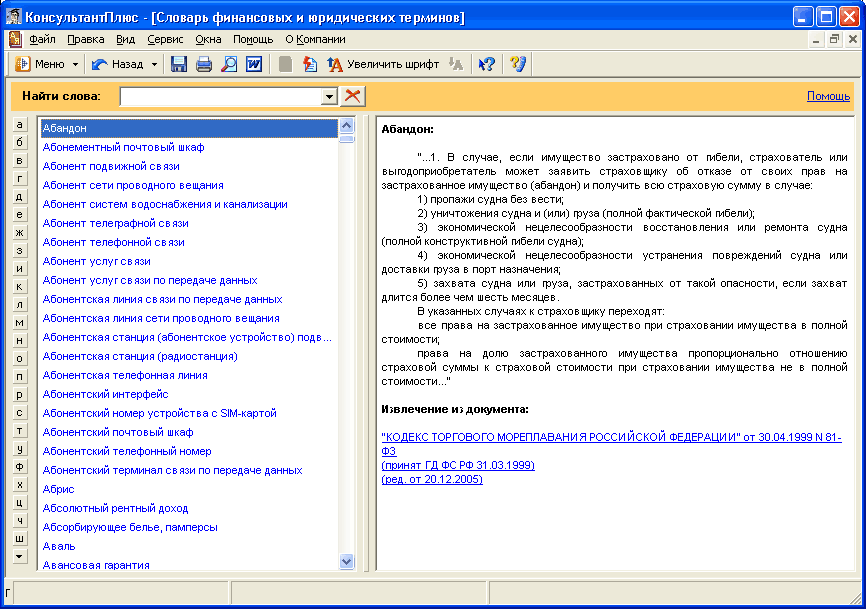 КонсультантПлюс - [Словарь финансовых и юридических терминов]
Файл Правка Вид Сервис Окна Помощь О Компании
Меню Назад Увеличить шрифт
Найти слова: Помощь
а
б
в
г
д
е
ж
з
и
к
л
м
н
о
п
р
с
т
у
ф
х
ц
ч
ш
Абандон
Абонементный почтовый шкаф
Абонент подвижной связи
Абонент сети проводного вещания
Абонент систем водоснабжения и канализации
Абонент телеграфной связи
Абонент телефонной связи
Абонент услуг связи
Абонент услуг связи по передаче данных
Абонентская линия связи по передаче данных
Абонентская линия сети проводного вещания
Абонентская станция (абонентское устройство) подв...
Абонентская станция (радиостанция)
Абонентская телефонная линия
Абонентский интерфейс
Абонентский номер устройства с SIM-картой
Абонентский почтовый шкаф
Абонентский телефонный номер
Абонентский терминал связи по передаче данных
Абрис
Абсолютный рентный доход
Абсорбирующее белье, памперсы
Аваль
Авансовая гарантия
Абандон:
"...1. В случае, если имущество застраховано от гибели, страхователь или
выгодоприобретатель может заявить страховщику об отказе от своих прав на
застрахованное имущество (абандон) и получить всю страховую сумму в случае:
1) пропажи судна без вести;
2) уничтожения судна и (или) груза (полной фактической гибели);
3) экономической нецелесообразности восстановления или ремонта судна
(полной конструктивной гибели судна);
4) экономической нецелесообразности устранения повреждений судна или
доставки груза в порт назначения;
5) захвата судна или груза, застрахованных от такой опасности, если захват
длится более чем шесть месяцев.
В указанных случаях к страховщику переходят:
все права на застрахованное имущество при страховании имущества в полной
стоимости;
права на долю застрахованного имущества пропорционально отношению
страховой суммы к страховой стоимости при страховании имущества не в полной
стоимости..."
Извлечение из документа:
"КОДЕКС ТОРГОВОГО МОРЕПЛАВАНИЯ РОССИЙСКОЙ ФЕДЕРАЦИИ" от 30.04.1999 N 81-
ФЗ
(принят ГД ФС РФ 31.03.1999)
(ред. от 20.12.2005)
Г